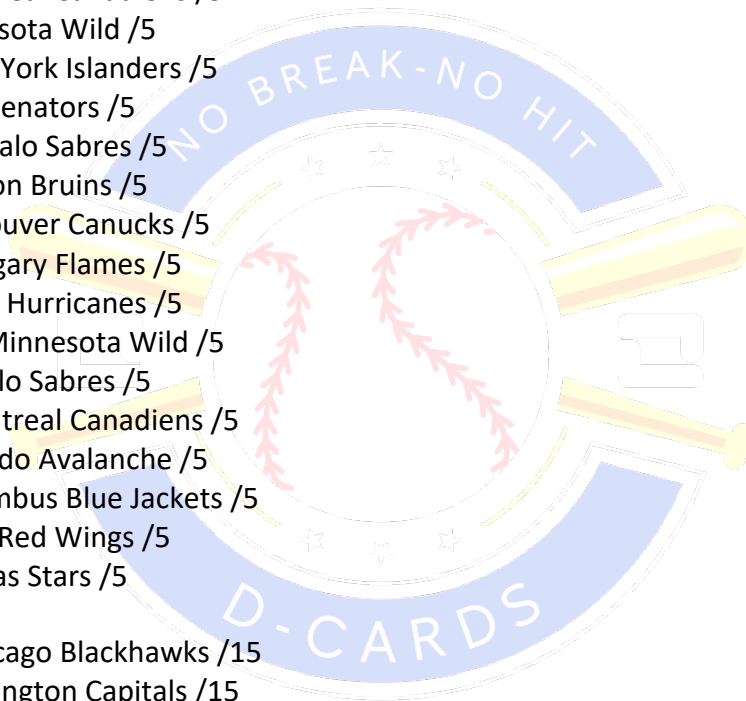 sota Wild /5
York Islanders /5
enators /5
alo Sabres /5
on Bruins /5
ouver Canucks /5
gary Flames /5
Hurricanes /5
Minnesota Wild /5
lo Sabres /5
treal Canadiens /5
do Avalanche /5
mbus Blue Jackets /5
Red Wings /5
as Stars /5
cago Blackhawks /15
ington Capitals /15
NO BREAK-NO HIT
D-CARDS